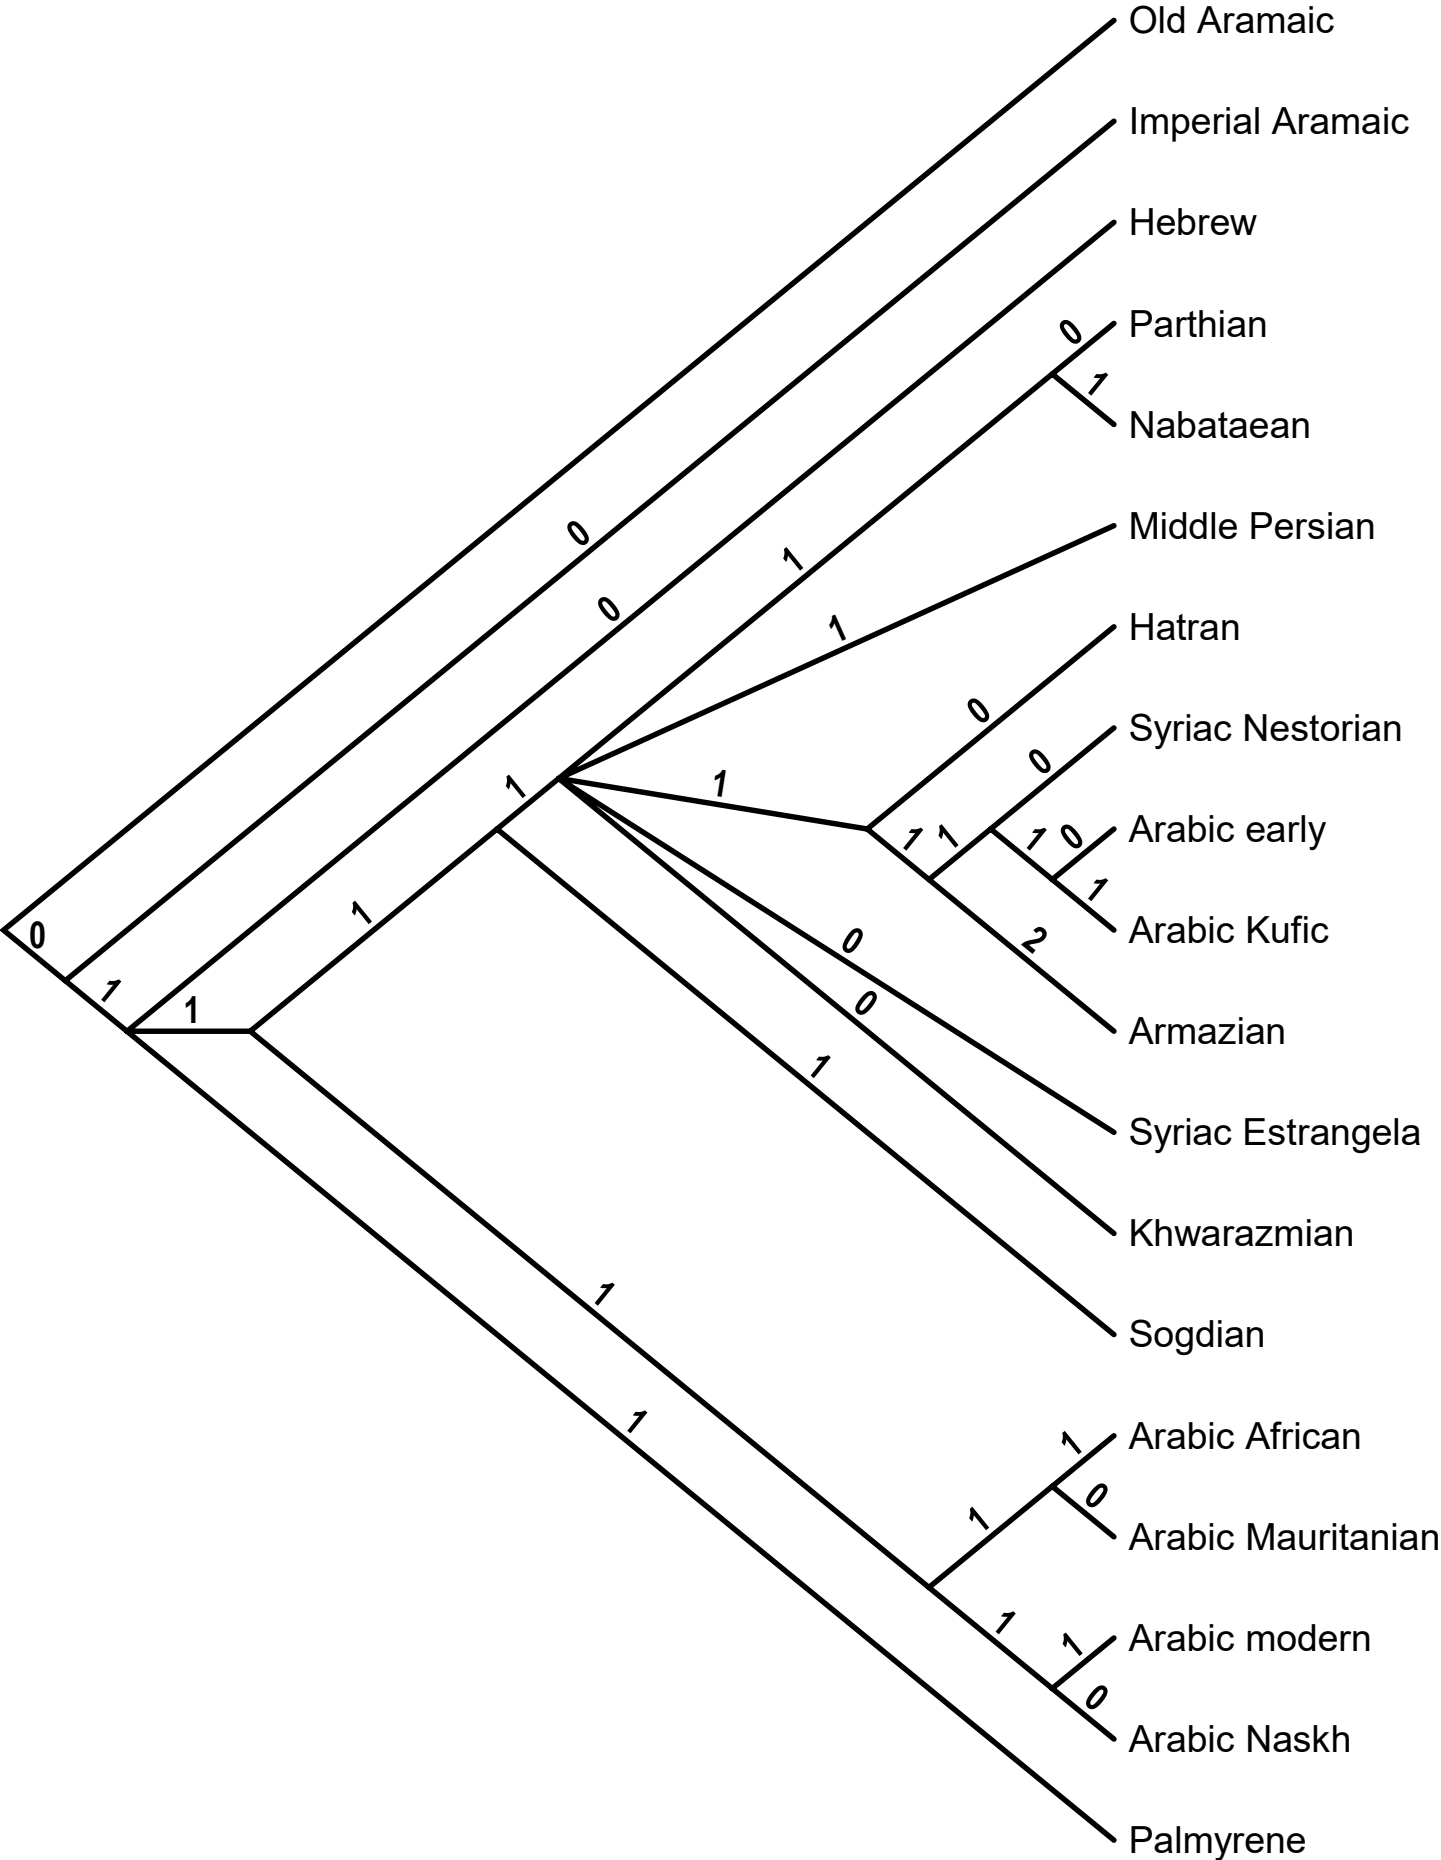 Old Aramaic
Imperial Aramaic
Hebrew
0 Parthian
1
Nabataean
0
Middle Persian
1
0
1
Hatran
0
Syriac Nestorian
0
1
1
1 1 1 0 Arabic early
1
1
Arabic Kufic
0
2
0
1
0
1
Armazian
1
Syriac Estrangela
Khwarazmian
1
Sogdian
1
1
Arabic African
0
1
Arabic Mauritanian
1
1
Arabic modern
0
Arabic Naskh
Palmyrene